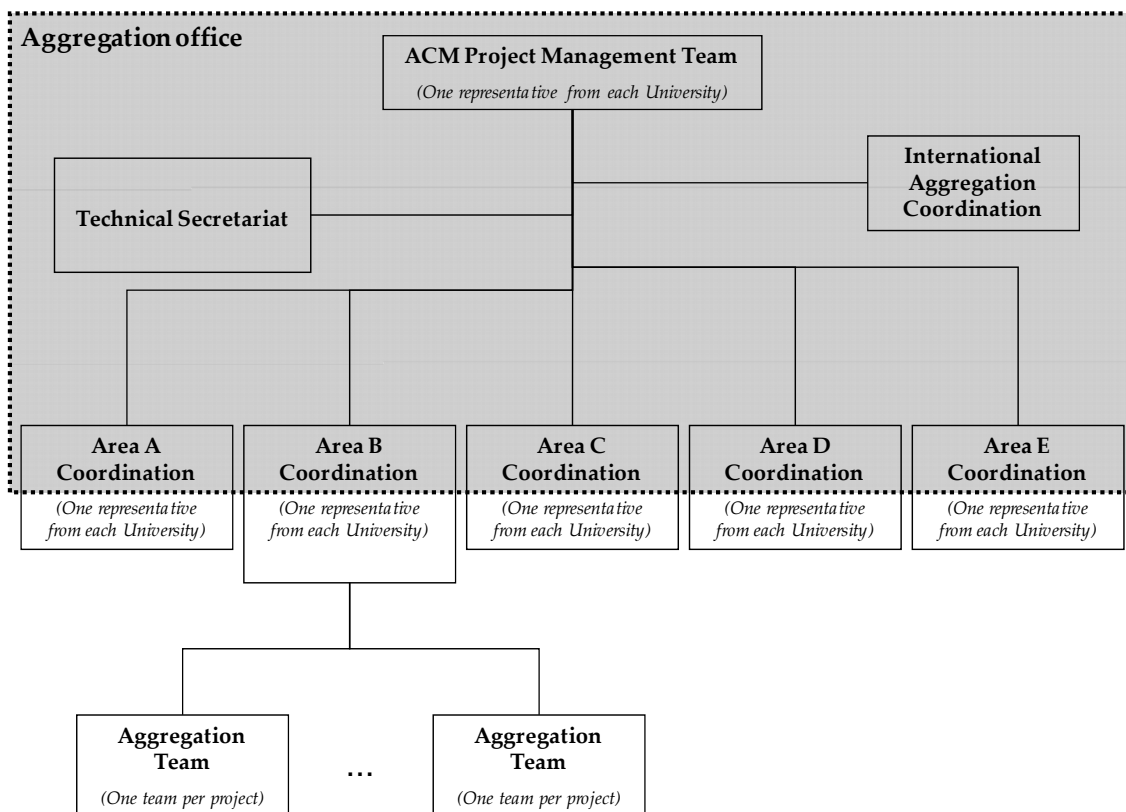 Aggregation office
ACM Project Management Team
(One representative from each University)
International
Aggregation
Coordination
Technical Secretariat
Area A
Coordination
(One representative
from each University)
Area B
Coordination
(One representative
from each University)
Area C
Coordination
(One representative
from each University)
Area D
Coordination
(One representative
from each University)
Area E
Coordination
(One representative
from each University)
Aggregation
Team
(One team per project)
...
Aggregation
Team
(One team per project)